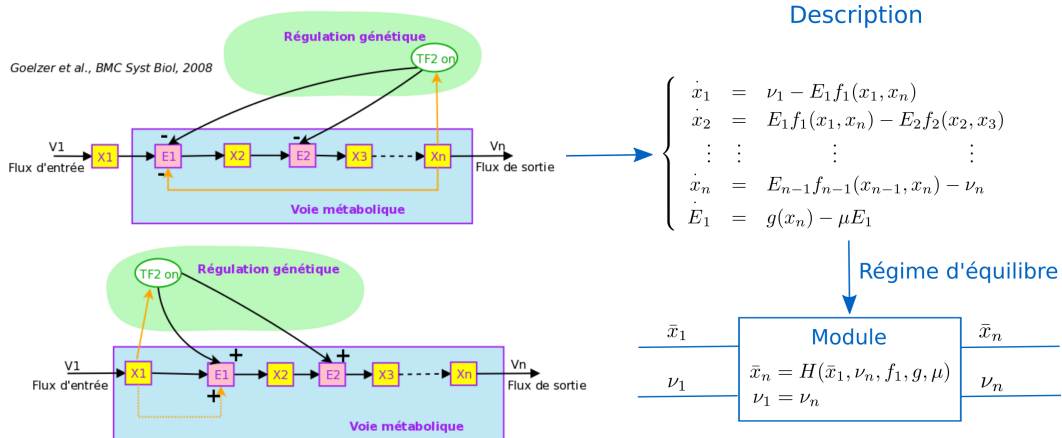 Description
Régulation génétique
TF2 on
Goelzer et al., BMC Syst Biol, 2008
- -
V1 X1 E1 X2 E2 X3 Xn Vn
Flux d'entrée Flux de sortie
-
Voie métabolique
ẋ₁ = ν₁ − E₁f₁(x₁, xₙ)
ẋ₂ = E₁f₁(x₁, xₙ) − E₂f₂(x₂, x₃)
⋮ ⋮ ⋮ ⋮
ẋₙ = Eₙ₋₁fₙ₋₁(xₙ₋₁, xₙ) − νₙ
Ė₁ = g(xₙ) − μE₁
Régime d'équilibre
TF2 on
Régulation génétique
+ +
V1 X1 E1 X2 E2 X3 Xn Vn
Flux d'entrée Flux de sortie
+
Voie métabolique
x̄₁ Module x̄ₙ
x̄ₙ = H(x̄₁, νₙ, f₁, g, μ)
ν₁ ν₁ = νₙ νₙ